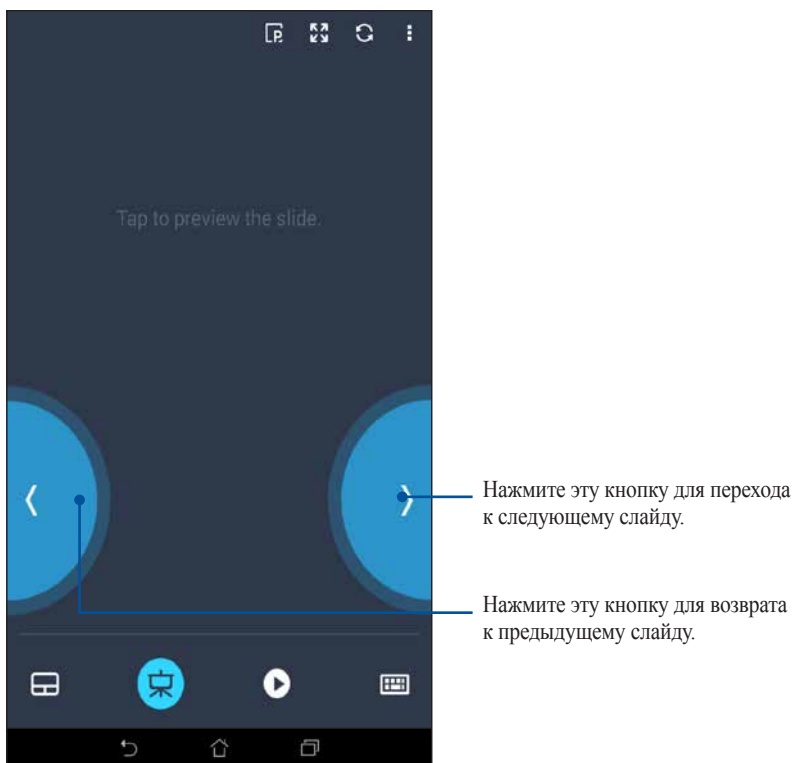 Tap to preview the slide.
Нажмите эту кнопку для перехода
к следующему слайду.
Нажмите эту кнопку для возврата
к предыдущему слайду.